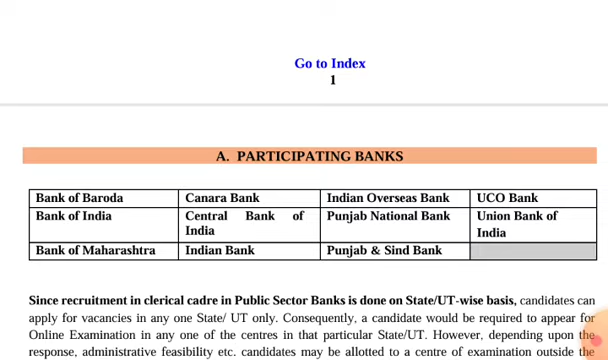 Go to Index
1
A. PARTICIPATING BANKS
Bank of Baroda Canara Bank Indian Overseas Bank UCO Bank
Bank of India Central Bank of India Punjab National Bank Union Bank of India
Bank of Maharashtra Indian Bank Punjab & Sind Bank
Since recruitment in clerical cadre in Public Sector Banks is done on State/UT-wise basis, candidates can
apply for vacancies in any one State/ UT only. Consequently, a candidate would be required to appear for
Online Examination in any one of the centres in that particular State/UT. However, depending upon the
response, administrative feasibility etc. candidates may be allotted to a centre of examination outside the